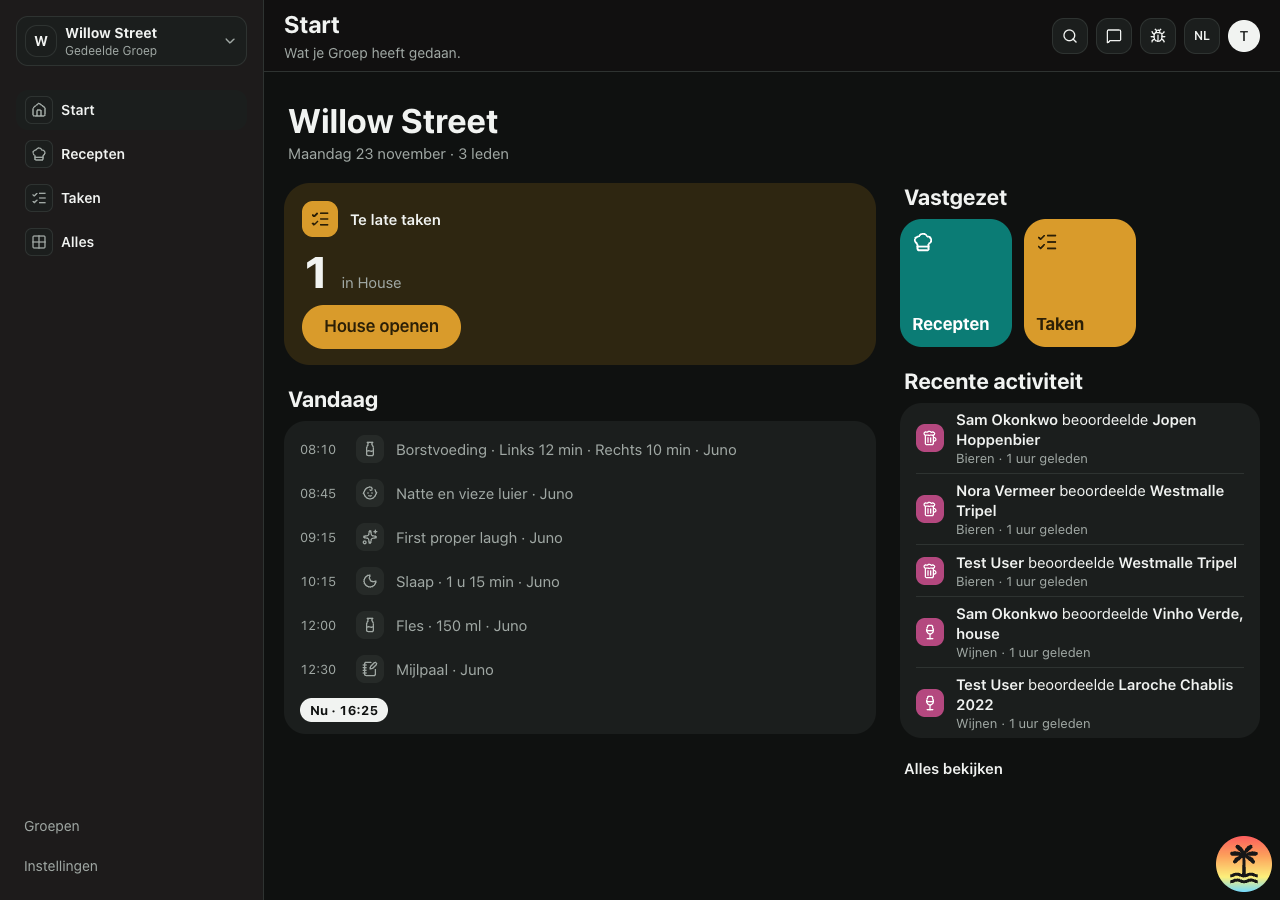 W
Willow Street
Gedeelde Groep
Start
Recepten
Taken
Alles
Groepen
Instellingen
Start
Wat je Groep heeft gedaan.
NL
T
Willow Street
Maandag 23 november · 3 leden
Te late taken
1 in House
House openen
Vandaag
08:10 Borstvoeding · Links 12 min · Rechts 10 min · Juno
08:45 Natte en vieze luier · Juno
09:15 First proper laugh · Juno
10:15 Slaap · 1 u 15 min · Juno
12:00 Fles · 150 ml · Juno
12:30 Mijlpaal · Juno
Nu · 16:25
Vastgezet
Recepten
Taken
Recente activiteit
Sam Okonkwo beoordeelde Jopen
Hoppenbier
Bieren · 1 uur geleden
Nora Vermeer beoordeelde Westmalle
Tripel
Bieren · 1 uur geleden
Test User beoordeelde Westmalle Tripel
Bieren · 1 uur geleden
Sam Okonkwo beoordeelde Vinho Verde,
house
Wijnen · 1 uur geleden
Test User beoordeelde Laroche Chablis
2022
Wijnen · 1 uur geleden
Alles bekijken